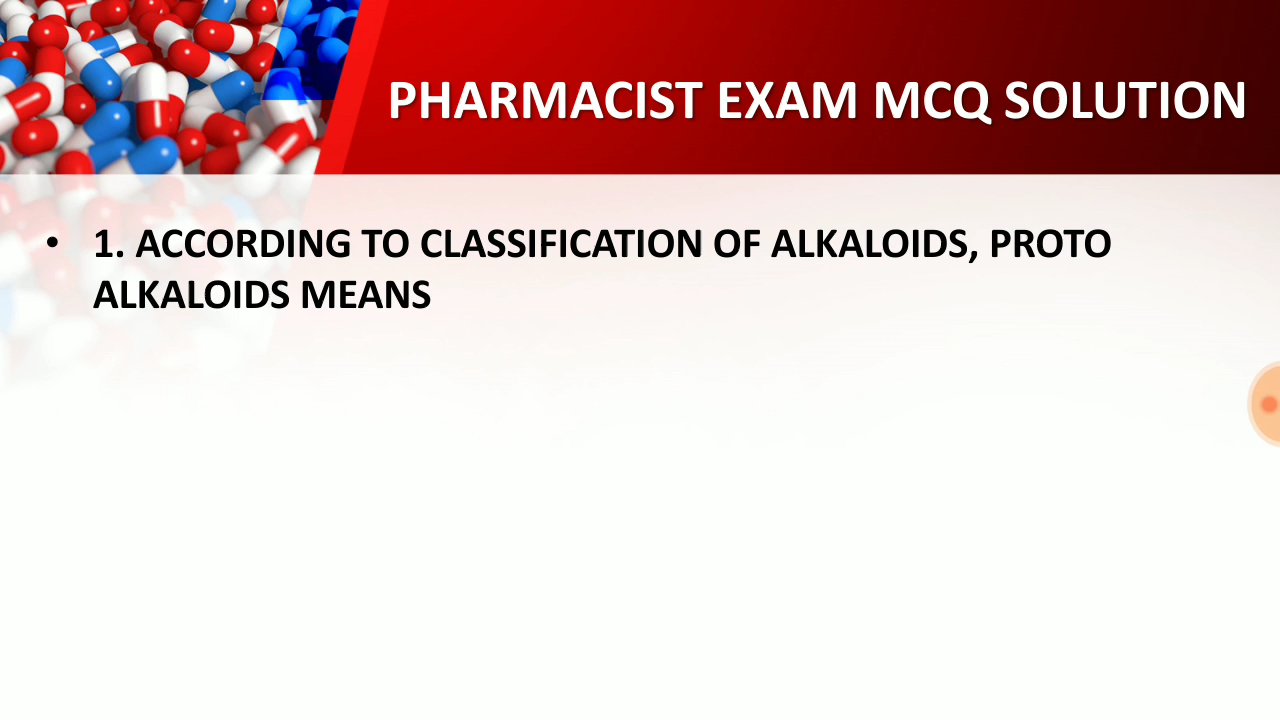 PHARMACIST EXAM MCQ SOLUTION
• 1. ACCORDING TO CLASSIFICATION OF ALKALOIDS, PROTO
ALKALOIDS MEANS